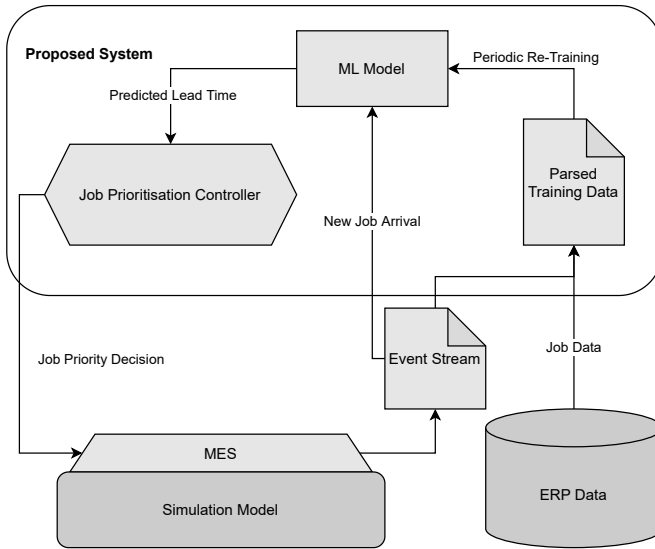 Proposed System
ML Model
Periodic Re-Training
Predicted Lead Time
Job Prioritisation Controller
Parsed
Training Data
New Job Arrival
Job Priority Decision
Event Stream
Job Data
MES
Simulation Model
ERP Data